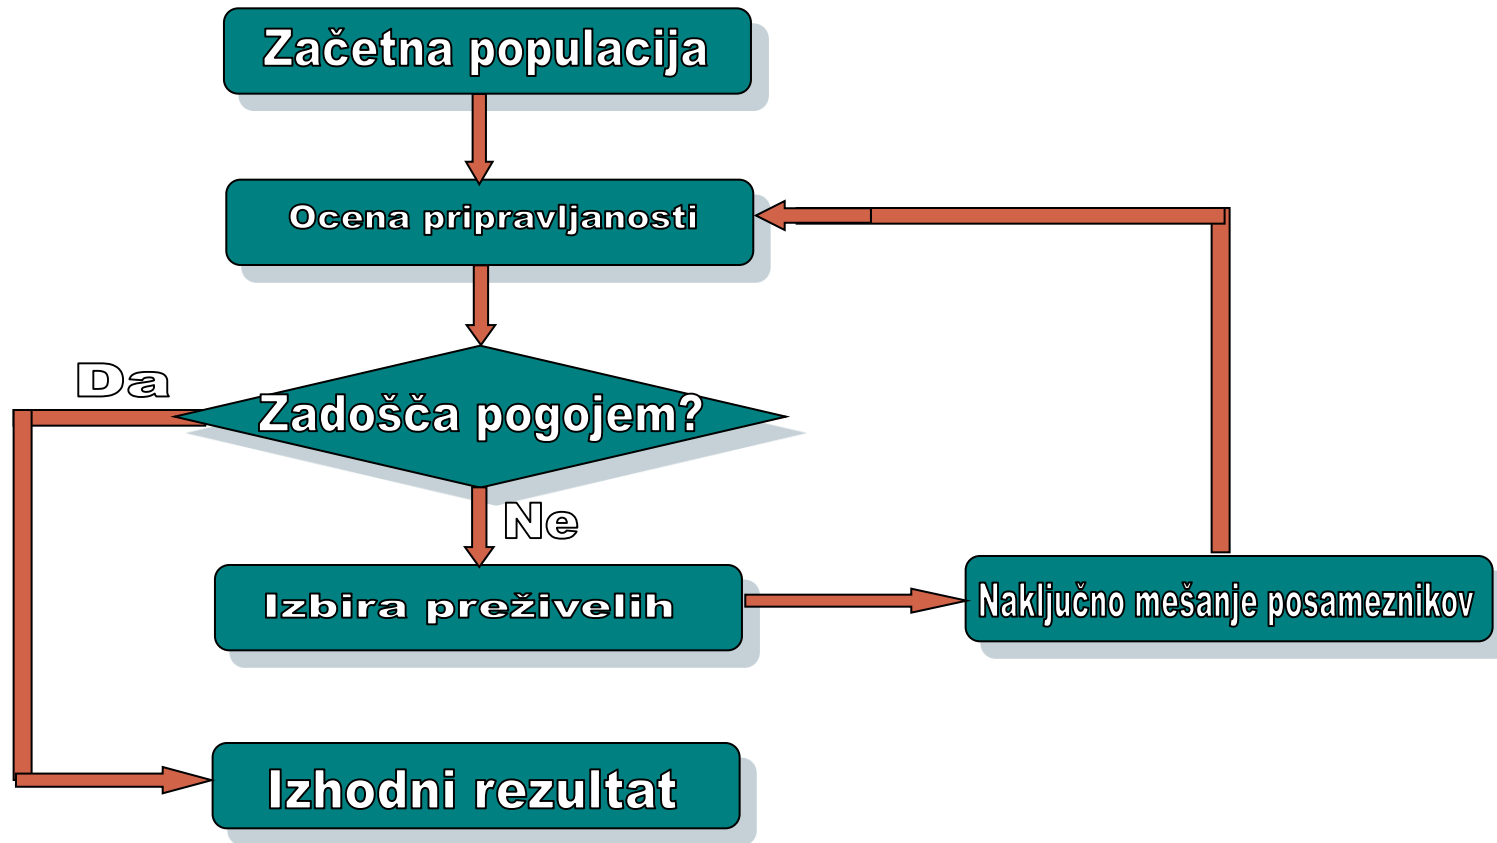 Začetna populacija
Ocena pripravljanosti
Da
Zadošča pogojem?
Ne
Izbira preživelih
Naključno mešanje posameznikov
Izhodni rezultat